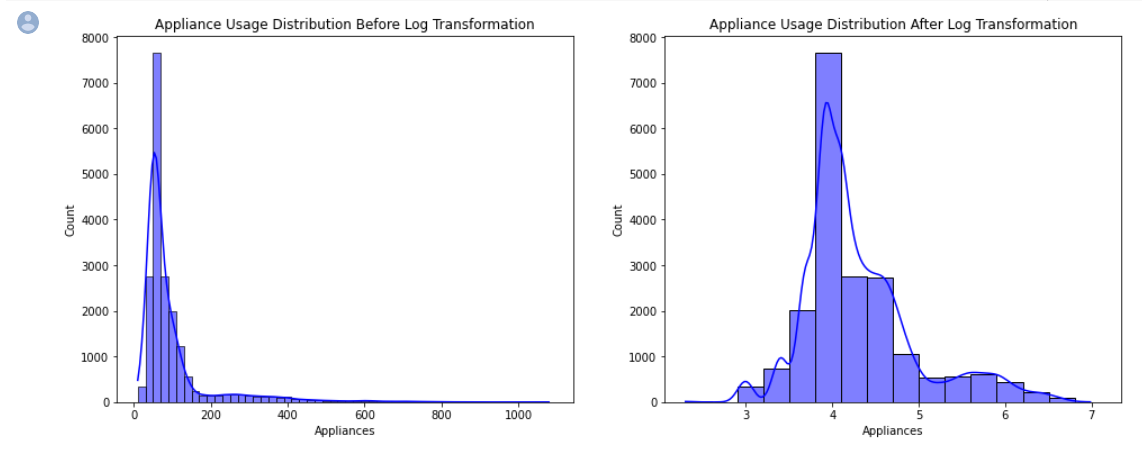 Appliance Usage Distribution Before Log Transformation
8000
7000
6000
5000
4000
3000
2000
1000
0
Count
0 200 400 600 800 1000
Appliances
Appliance Usage Distribution After Log Transformation
8000
7000
6000
5000
4000
3000
2000
1000
0
Count
3 4 5 6 7
Appliances